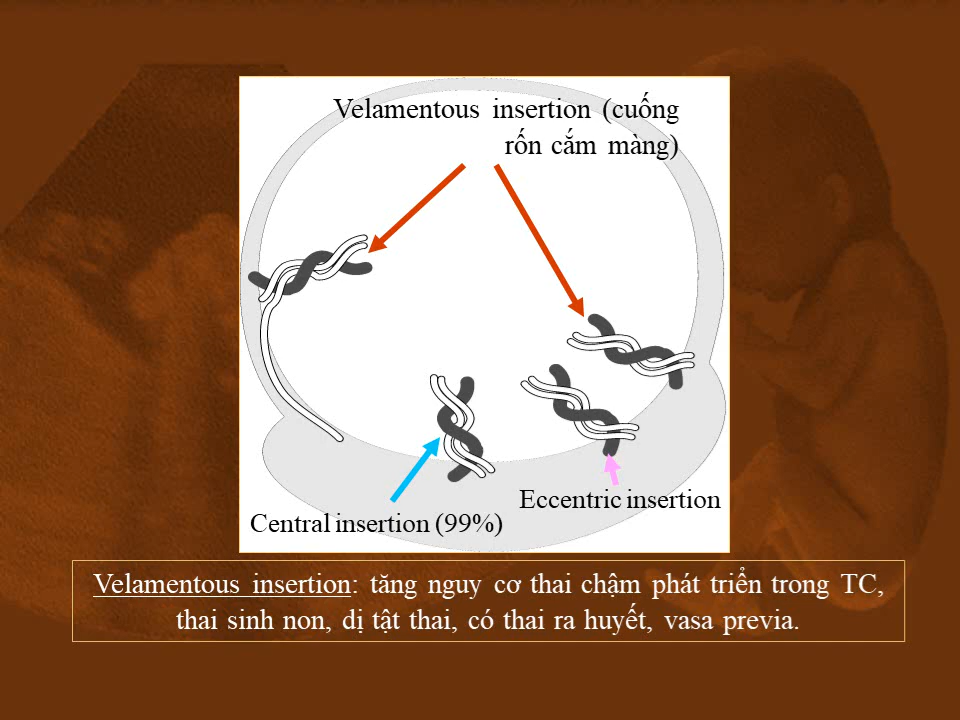 Velamentous insertion (cuống
rốn cắm màng)
Eccentric insertion
Central insertion (99%)
Velamentous insertion: tăng nguy cơ thai chậm phát triển trong TC,
thai sinh non, dị tật thai, có thai ra huyết, vasa previa.